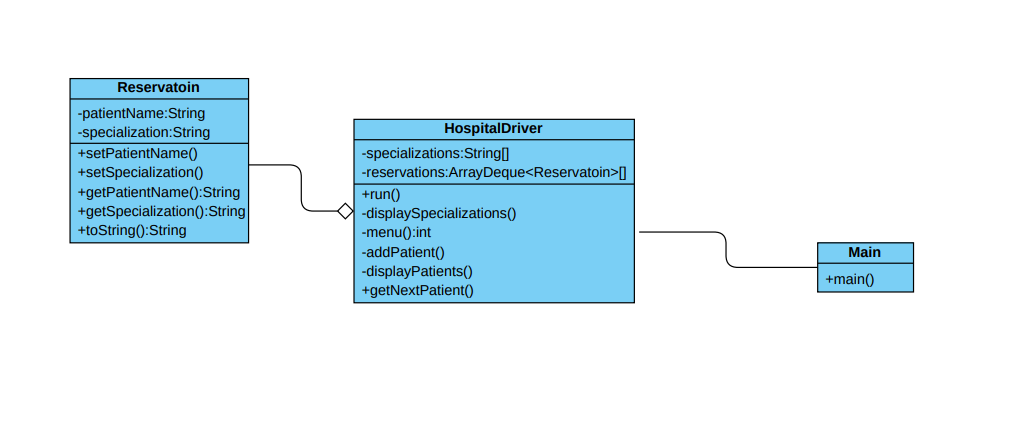 Reservatoin
-patientName:String
-specialization:String
+setPatientName()
+setSpecialization()
+getPatientName():String
+getSpecialization():String
+toString():String
HospitalDriver
-specializations:String[]
-reservations:ArrayDeque<Reservatoin>[]
+run()
-displaySpecializations()
-menu():int
-addPatient()
-displayPatients()
+getNextPatient()
Main
+main()